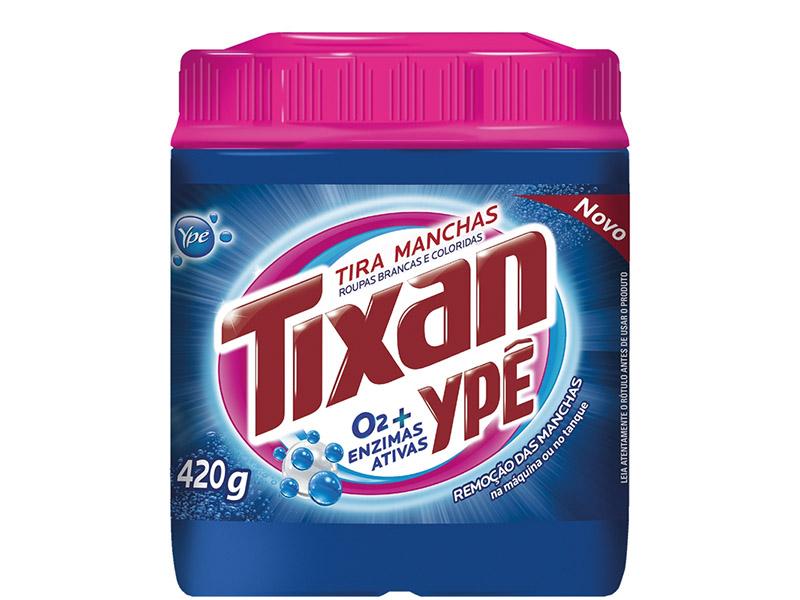 Ypê
Novo
TIRA MANCHAS
ROUPAS BRANCAS E COLORIDAS
Tixan
YPÊ
O2+
ENZIMAS
ATIVAS
REMOÇÃO DAS MANCHAS
na máquina ou no tanque
420g
LEIA ATENTAMENTE O RÓTULO ANTES DE USAR O PRODUTO